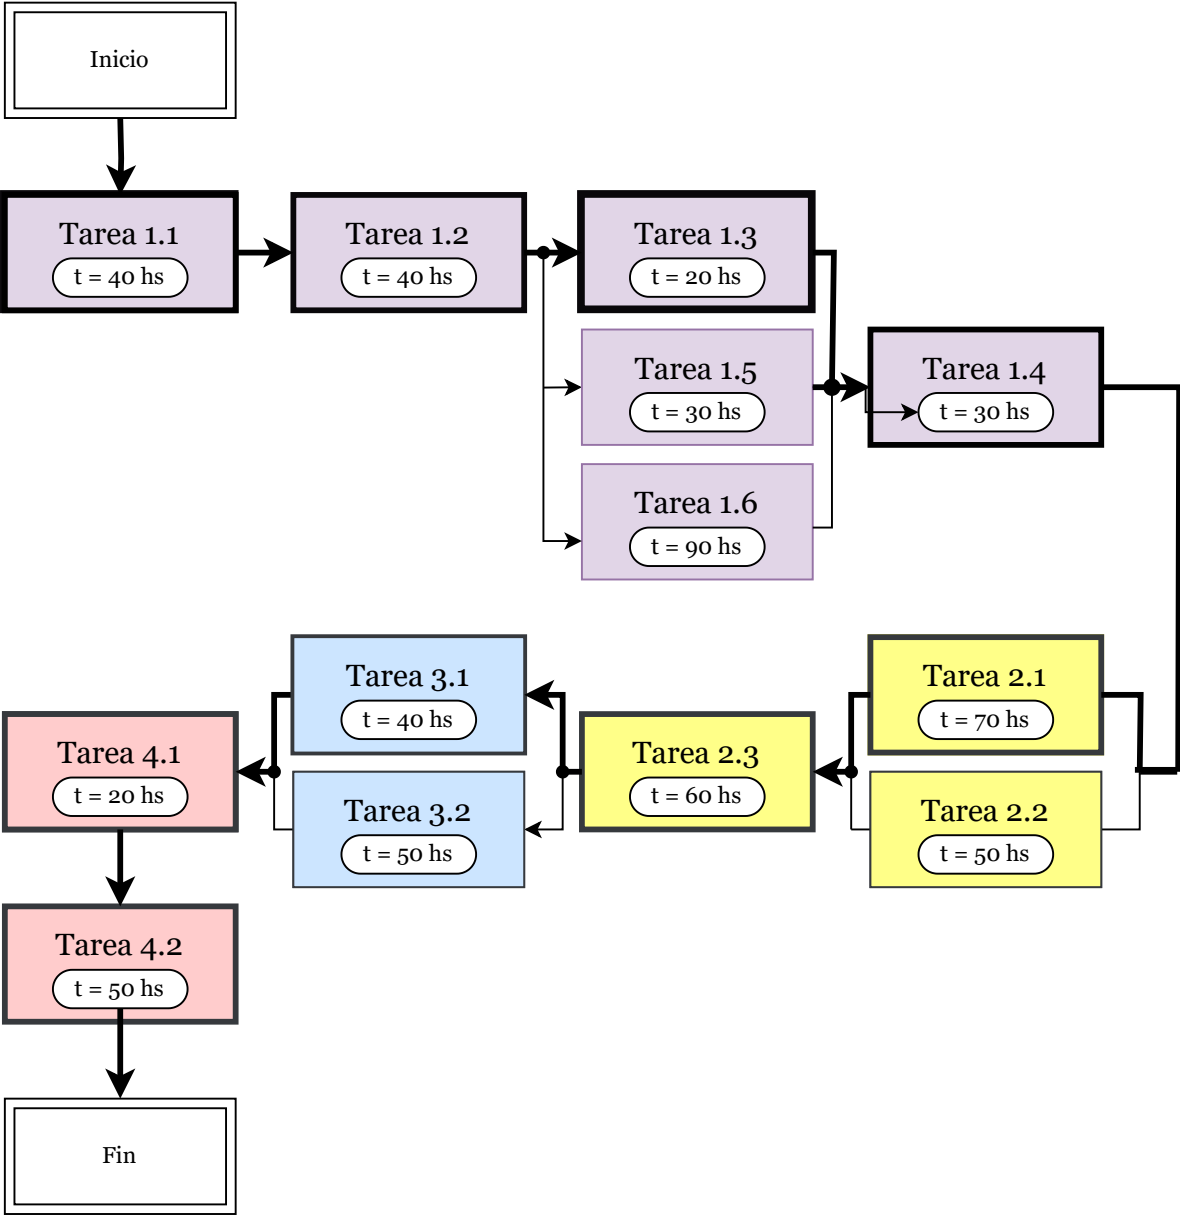 Inicio
Tarea 1.1
t = 40 hs
Tarea 1.2
t = 40 hs
Tarea 1.3
t = 20 hs
Tarea 1.5
t = 30 hs
Tarea 1.4
t = 30 hs
Tarea 1.6
t = 90 hs
Tarea 3.1
t = 40 hs
Tarea 2.1
t = 70 hs
Tarea 4.1
t = 20 hs
Tarea 2.3
t = 60 hs
Tarea 3.2
t = 50 hs
Tarea 2.2
t = 50 hs
Tarea 4.2
t = 50 hs
Fin